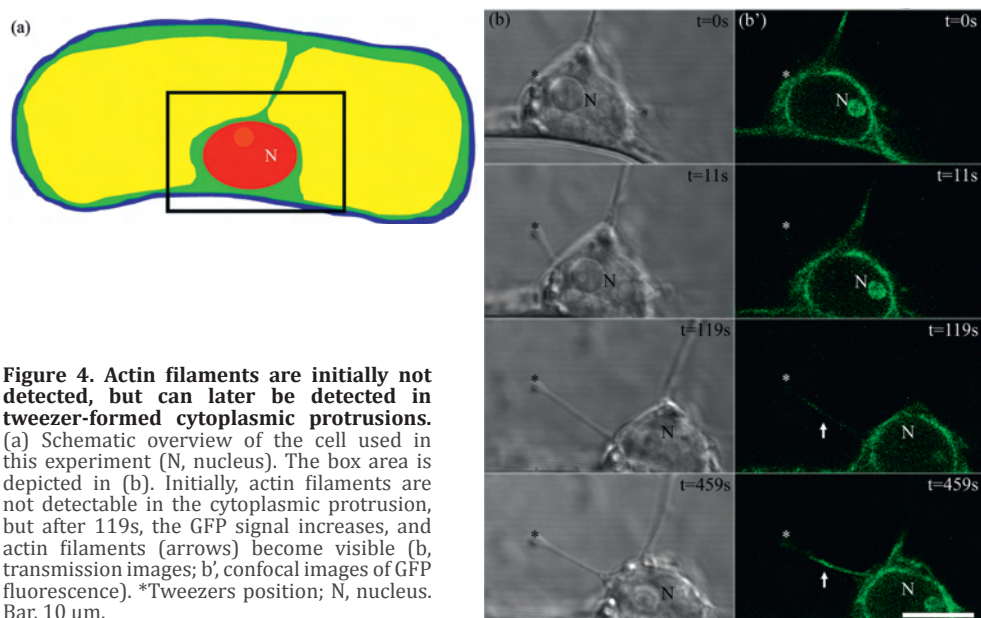 (a)
N
Figure 4. Actin filaments are initially not
detected, but can later be detected in
tweezer-formed cytoplasmic protrusions.
(a) Schematic overview of the cell used in
this experiment (N, nucleus). The box area is
depicted in (b). Initially, actin filaments are
not detectable in the cytoplasmic protrusion,
but after 119s, the GFP signal increases, and
actin filaments (arrows) become visible (b,
transmission images; b’, confocal images of GFP
fluorescence). *Tweezers position; N, nucleus.
Bar, 10 µm.
(b)
t=0s
*
N
(b’)
t=0s
*
N
t=11s
*
N
t=11s
*
N
t=119s
*
N
t=119s
*
N
t=459s
*
N
t=459s
*
N